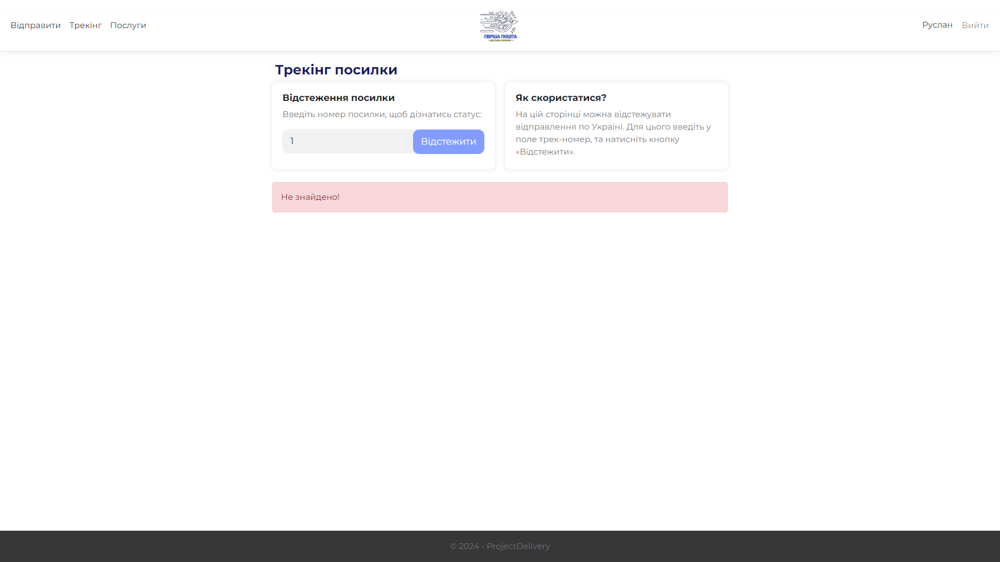 Відправити Трекінг Послуги
ПЕРША ПОШТА
Руслан Вийти
Трекінг посилки
Відстеження посилки
Введіть номер посилки, щоб дізнатись статус:
1
Відстежити
Як скористатися?
На цій сторінці можна відстежувати
відправлення по Україні. Для цього введіть у
поле трек-номер, та натисніть кнопку
«Відстежити».
Не знайдено!
© 2024 - ProjectDelivery